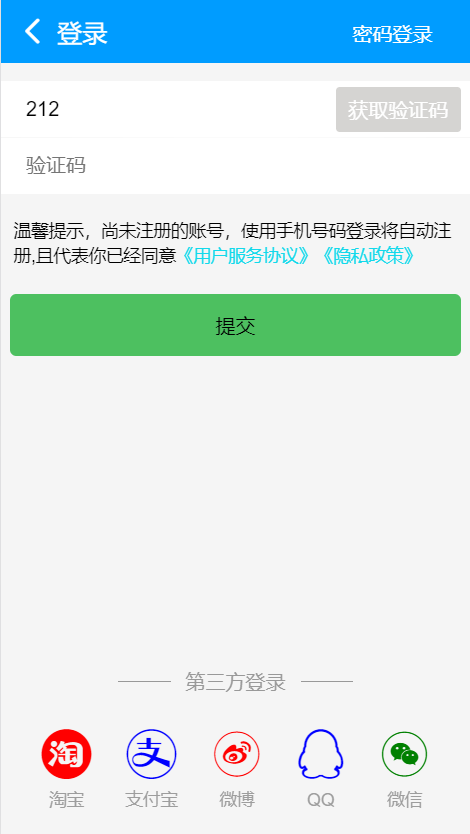 登录 密码登录
212 获取验证码
验证码
温馨提示，尚未注册的账号，使用手机号码登录将自动注
册,且代表你已经同意《用户服务协议》《隐私政策》
提交
第三方登录
淘 支
淘宝 支付宝 微博 QQ 微信